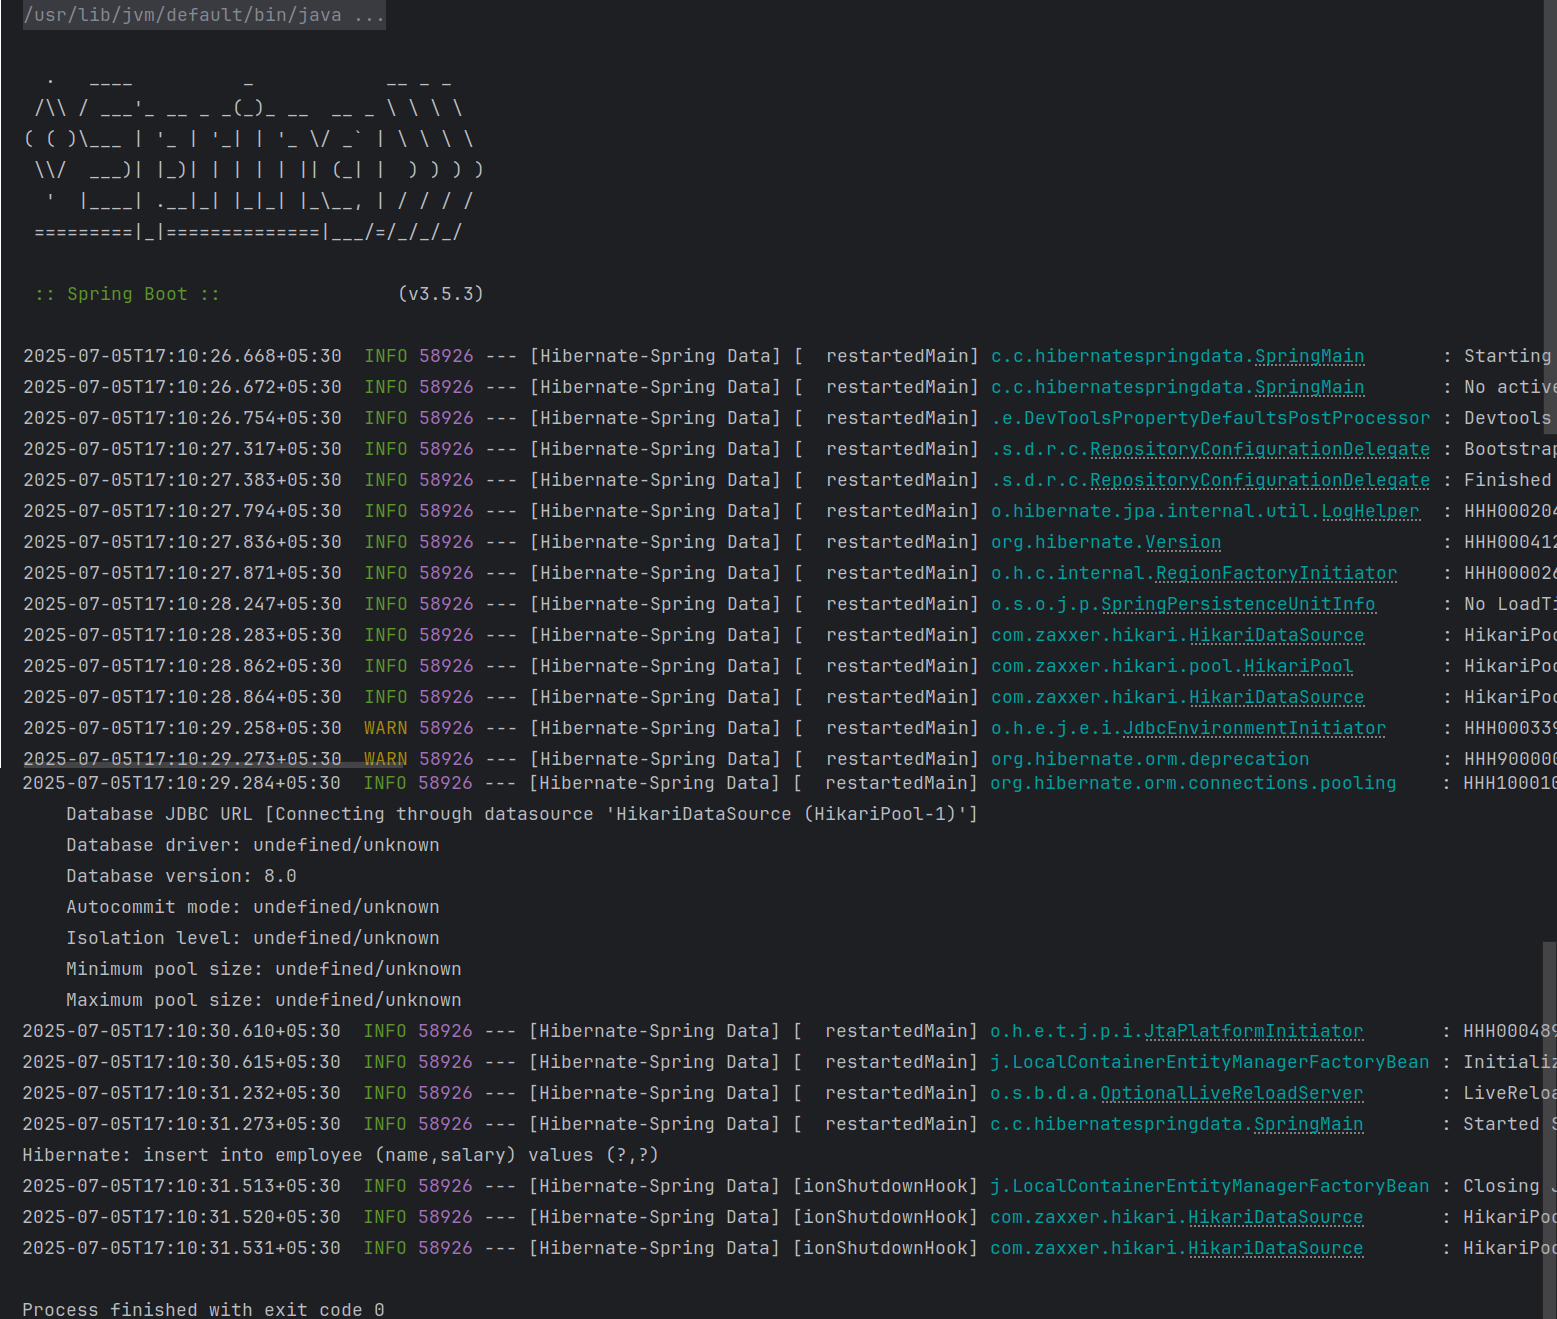 /usr/lib/jvm/default/bin/java ...
  .   ____          _            __ _ _
 /\\ / ___'_ __ _ _(_)_ __  __ _ \ \ \ \
( ( )\___ | '_ | '_| | '_ \/ _` | \ \ \ \
 \\/  ___)| |_)| | | | | || (_| |  ) ) ) )
  '  |____| .__|_| |_|_| |_\__, | / / / /
 =========|_|==============|___/=/_/_/_/
 :: Spring Boot ::                (v3.5.3)
2025-07-05T17:10:26.668+05:30  INFO 58926 --- [Hibernate-Spring Data] [  restartedMain] c.c.hibernatespringdata.SpringMain       : Starting
2025-07-05T17:10:26.672+05:30  INFO 58926 --- [Hibernate-Spring Data] [  restartedMain] c.c.hibernatespringdata.SpringMain       : No active
2025-07-05T17:10:26.754+05:30  INFO 58926 --- [Hibernate-Spring Data] [  restartedMain] .e.DevToolsPropertyDefaultsPostProcessor : Devtools
2025-07-05T17:10:27.317+05:30  INFO 58926 --- [Hibernate-Spring Data] [  restartedMain] .s.d.r.c.RepositoryConfigurationDelegate : Bootstrap
2025-07-05T17:10:27.383+05:30  INFO 58926 --- [Hibernate-Spring Data] [  restartedMain] .s.d.r.c.RepositoryConfigurationDelegate : Finished
2025-07-05T17:10:27.794+05:30  INFO 58926 --- [Hibernate-Spring Data] [  restartedMain] o.hibernate.jpa.internal.util.LogHelper  : HHH000204
2025-07-05T17:10:27.836+05:30  INFO 58926 --- [Hibernate-Spring Data] [  restartedMain] org.hibernate.Version                    : HHH000412
2025-07-05T17:10:27.871+05:30  INFO 58926 --- [Hibernate-Spring Data] [  restartedMain] o.h.c.internal.RegionFactoryInitiator    : HHH000026
2025-07-05T17:10:28.247+05:30  INFO 58926 --- [Hibernate-Spring Data] [  restartedMain] o.s.o.j.p.SpringPersistenceUnitInfo      : No LoadTi
2025-07-05T17:10:28.283+05:30  INFO 58926 --- [Hibernate-Spring Data] [  restartedMain] com.zaxxer.hikari.HikariDataSource       : HikariPoo
2025-07-05T17:10:28.862+05:30  INFO 58926 --- [Hibernate-Spring Data] [  restartedMain] com.zaxxer.hikari.pool.HikariPool        : HikariPoo
2025-07-05T17:10:28.864+05:30  INFO 58926 --- [Hibernate-Spring Data] [  restartedMain] com.zaxxer.hikari.HikariDataSource       : HikariPoo
2025-07-05T17:10:29.258+05:30  WARN 58926 --- [Hibernate-Spring Data] [  restartedMain] o.h.e.j.e.i.JdbcEnvironmentInitiator     : HHH000339
2025-07-05T17:10:29.273+05:30  WARN 58926 --- [Hibernate-Spring Data] [  restartedMain] org.hibernate.orm.deprecation            : HHH900000
2025-07-05T17:10:29.284+05:30  INFO 58926 --- [Hibernate-Spring Data] [  restartedMain] org.hibernate.orm.connections.pooling    : HHH100010
    Database JDBC URL [Connecting through datasource 'HikariDataSource (HikariPool-1)']
    Database driver: undefined/unknown
    Database version: 8.0
    Autocommit mode: undefined/unknown
    Isolation level: undefined/unknown
    Minimum pool size: undefined/unknown
    Maximum pool size: undefined/unknown
2025-07-05T17:10:30.610+05:30  INFO 58926 --- [Hibernate-Spring Data] [  restartedMain] o.h.e.t.j.p.i.JtaPlatformInitiator       : HHH000489
2025-07-05T17:10:30.615+05:30  INFO 58926 --- [Hibernate-Spring Data] [  restartedMain] j.LocalContainerEntityManagerFactoryBean : Initializ
2025-07-05T17:10:31.232+05:30  INFO 58926 --- [Hibernate-Spring Data] [  restartedMain] o.s.b.d.a.OptionalLiveReloadServer       : LiveReloa
2025-07-05T17:10:31.273+05:30  INFO 58926 --- [Hibernate-Spring Data] [  restartedMain] c.c.hibernatespringdata.SpringMain       : Started S
Hibernate: insert into employee (name,salary) values (?,?)
2025-07-05T17:10:31.513+05:30  INFO 58926 --- [Hibernate-Spring Data] [ionShutdownHook] j.LocalContainerEntityManagerFactoryBean : Closing J
2025-07-05T17:10:31.520+05:30  INFO 58926 --- [Hibernate-Spring Data] [ionShutdownHook] com.zaxxer.hikari.HikariDataSource       : HikariPoo
2025-07-05T17:10:31.531+05:30  INFO 58926 --- [Hibernate-Spring Data] [ionShutdownHook] com.zaxxer.hikari.HikariDataSource       : HikariPoo
Process finished with exit code 0